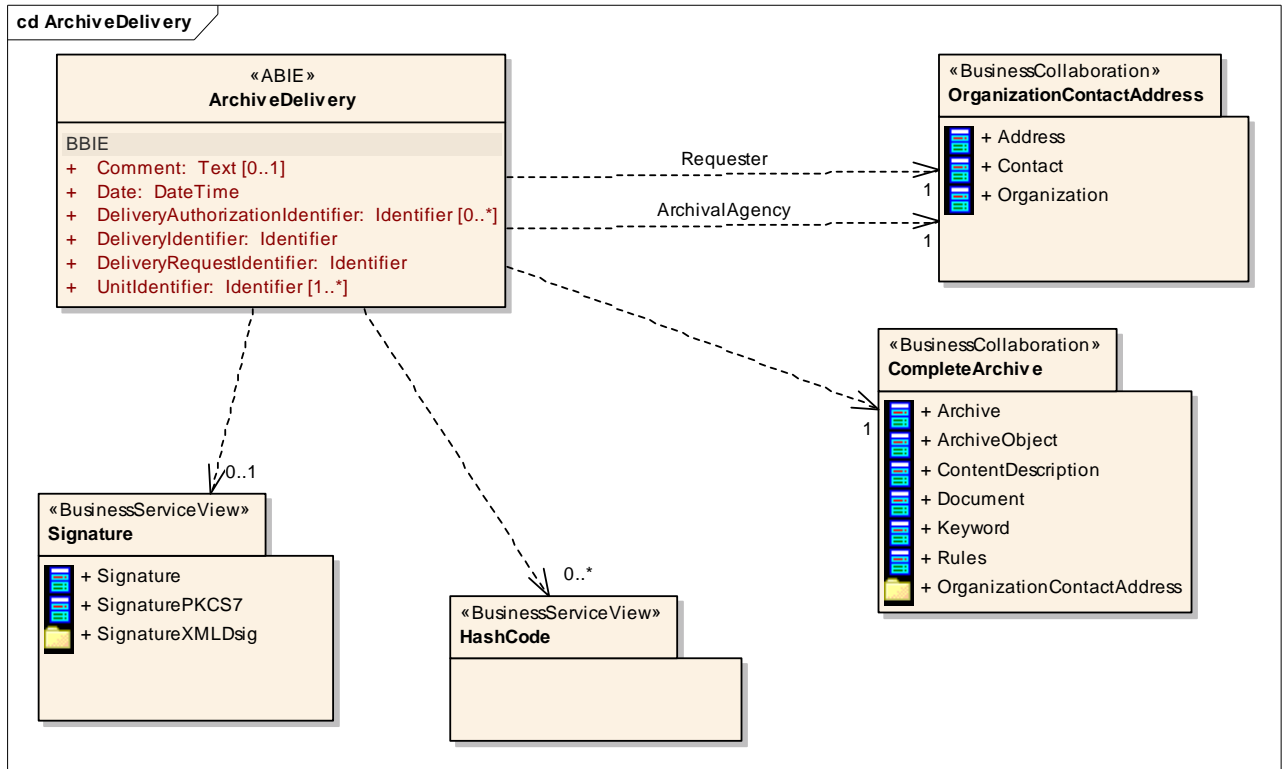 cd ArchiveDelivery
«ABIE»
ArchiveDelivery
BBIE
+ Comment: Text [0..1]
+ Date: DateTime
+ DeliveryAuthorizationIdentifier: Identifier [0..*]
+ DeliveryIdentifier: Identifier
+ DeliveryRequestIdentifier: Identifier
+ UnitIdentifier: Identifier [1..*]
Requester
1
ArchivalAgency
1
«BusinessCollaboration»
OrganizationContactAddress
+ Address
+ Contact
+ Organization
1
«BusinessCollaboration»
CompleteArchive
+ Archive
+ ArchiveObject
+ ContentDescription
+ Document
+ Keyword
+ Rules
+ OrganizationContactAddress
0..1
«BusinessServiceView»
Signature
+ Signature
+ SignaturePKCS7
+ SignatureXMLDsig
0..*
«BusinessServiceView»
HashCode